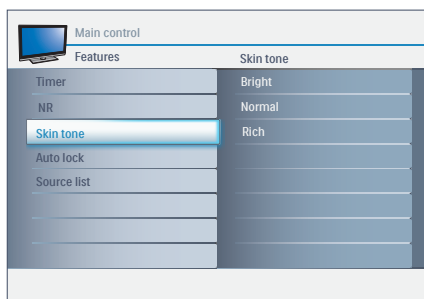 Main control
Features
Skin tone
Timer
Bright
NR
Normal
Skin tone
Rich
Auto lock
Source list